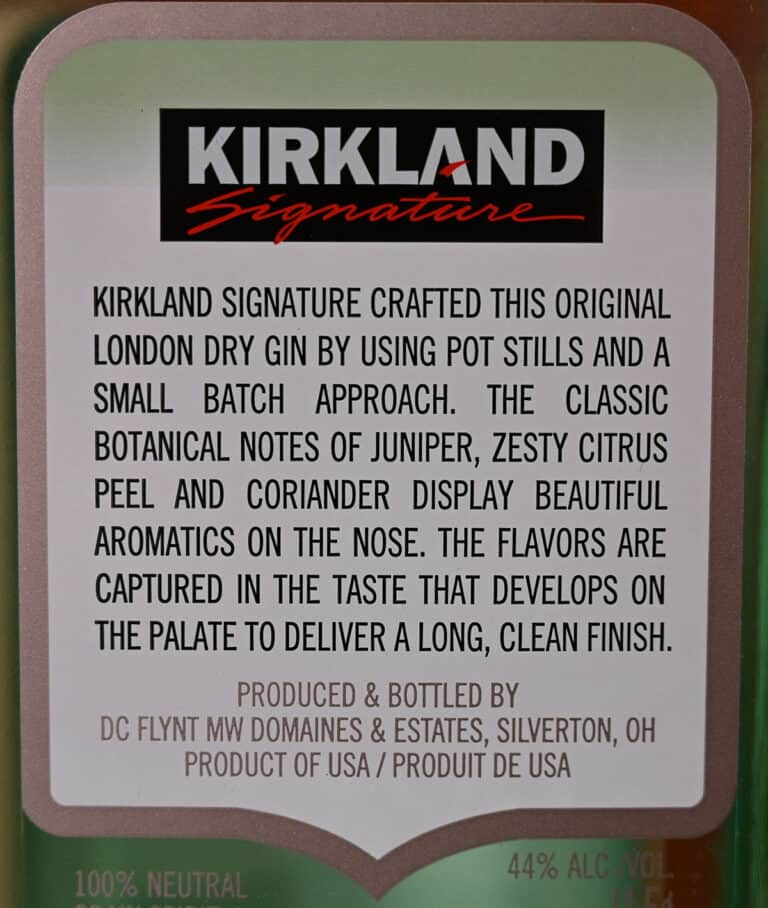 KIRKLAND
Signature
KIRKLAND SIGNATURE CRAFTED THIS ORIGINAL
LONDON DRY GIN BY USING POT STILLS AND A
SMALL BATCH APPROACH. THE CLASSIC
BOTANICAL NOTES OF JUNIPER, ZESTY CITRUS
PEEL AND CORIANDER DISPLAY BEAUTIFUL
AROMATICS ON THE NOSE. THE FLAVORS ARE
CAPTURED IN THE TASTE THAT DEVELOPS ON
THE PALATE TO DELIVER A LONG, CLEAN FINISH.
PRODUCED & BOTTLED BY
DC FLYNT MW DOMAINES & ESTATES, SILVERTON, OH
PRODUCT OF USA / PRODUIT DE USA
100% NEUTRAL
44% ALC /VOL